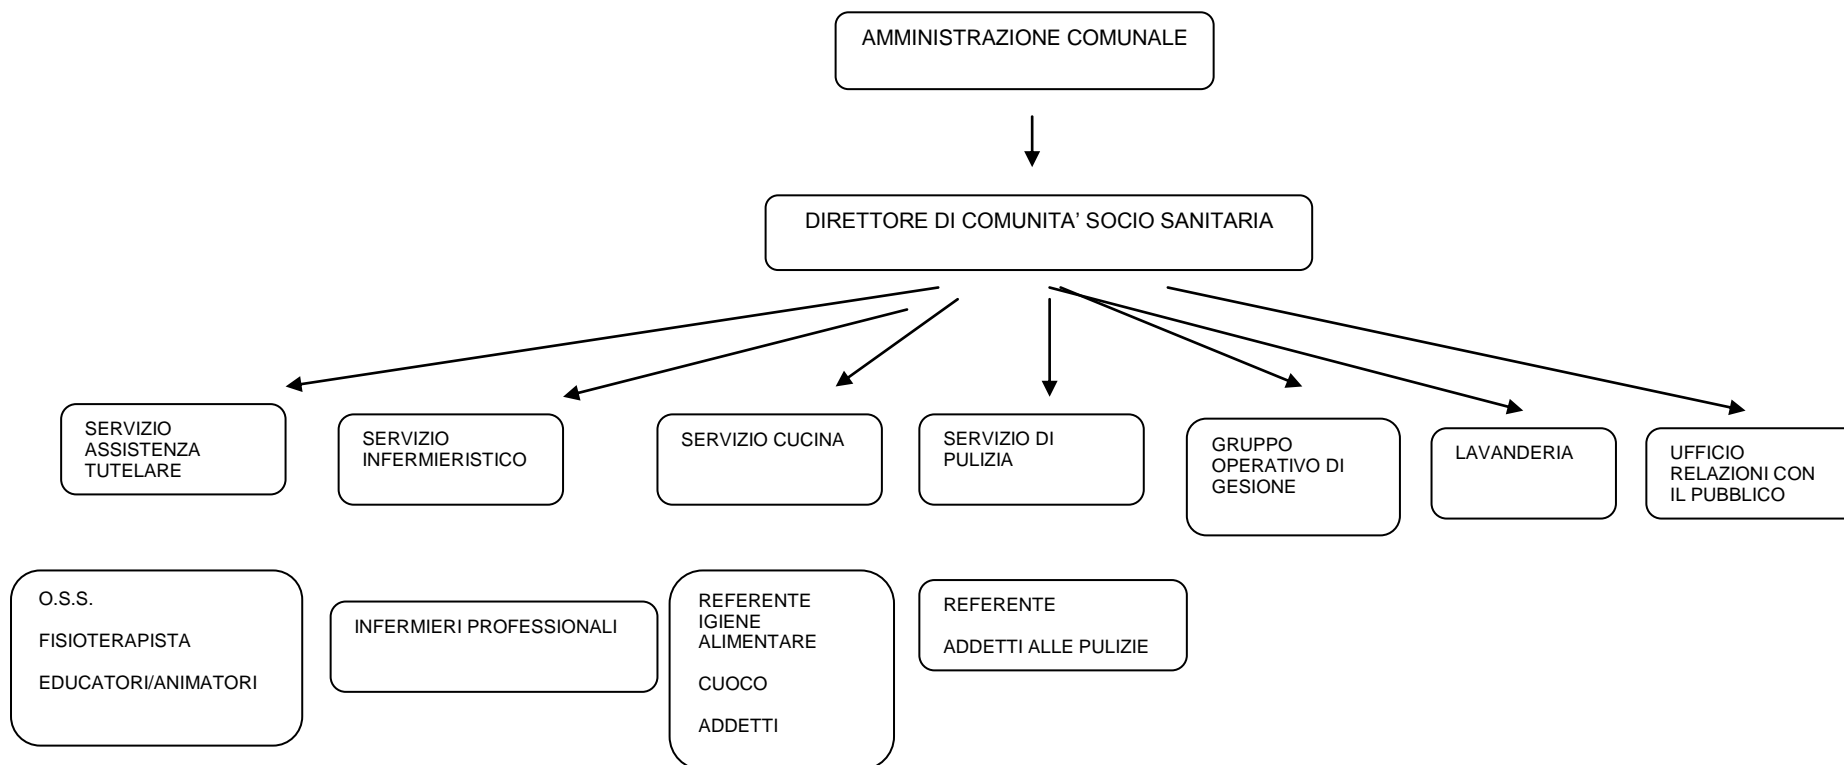 AMMINISTRAZIONE COMUNALE
DIRETTORE DI COMUNITA’ SOCIO SANITARIA
SERVIZIO
ASSISTENZA
TUTELARE
SERVIZIO
INFERMIERISTICO
SERVIZIO CUCINA
SERVIZIO DI
PULIZIA
GRUPPO
OPERATIVO DI
GESIONE
LAVANDERIA
UFFICIO
RELAZIONI CON
IL PUBBLICO
O.S.S.
FISIOTERAPISTA
EDUCATORI/ANIMATORI
INFERMIERI PROFESSIONALI
REFERENTE
IGIENE
ALIMENTARE
CUOCO
ADDETTI
REFERENTE
ADDETTI ALLE PULIZIE